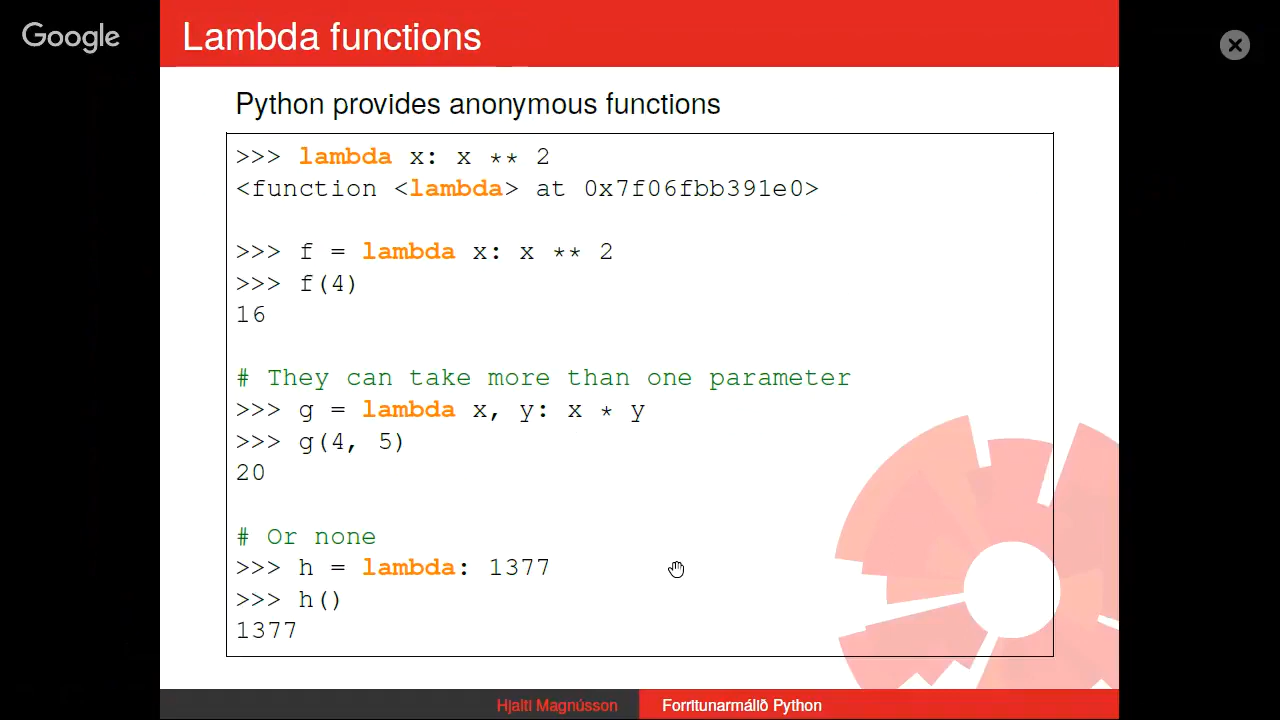 Google
Lambda functions
Python provides anonymous functions
>>> lambda x: x ** 2
<function <lambda> at 0x7f06fbb391e0>
>>> f = lambda x: x ** 2
>>> f(4)
16
# They can take more than one parameter
>>> g = lambda x, y: x * y
>>> g(4, 5)
20
# Or none
>>> h = lambda: 1377
>>> h()
1377
Hjalti Magnússon
Forritunarmálið Python